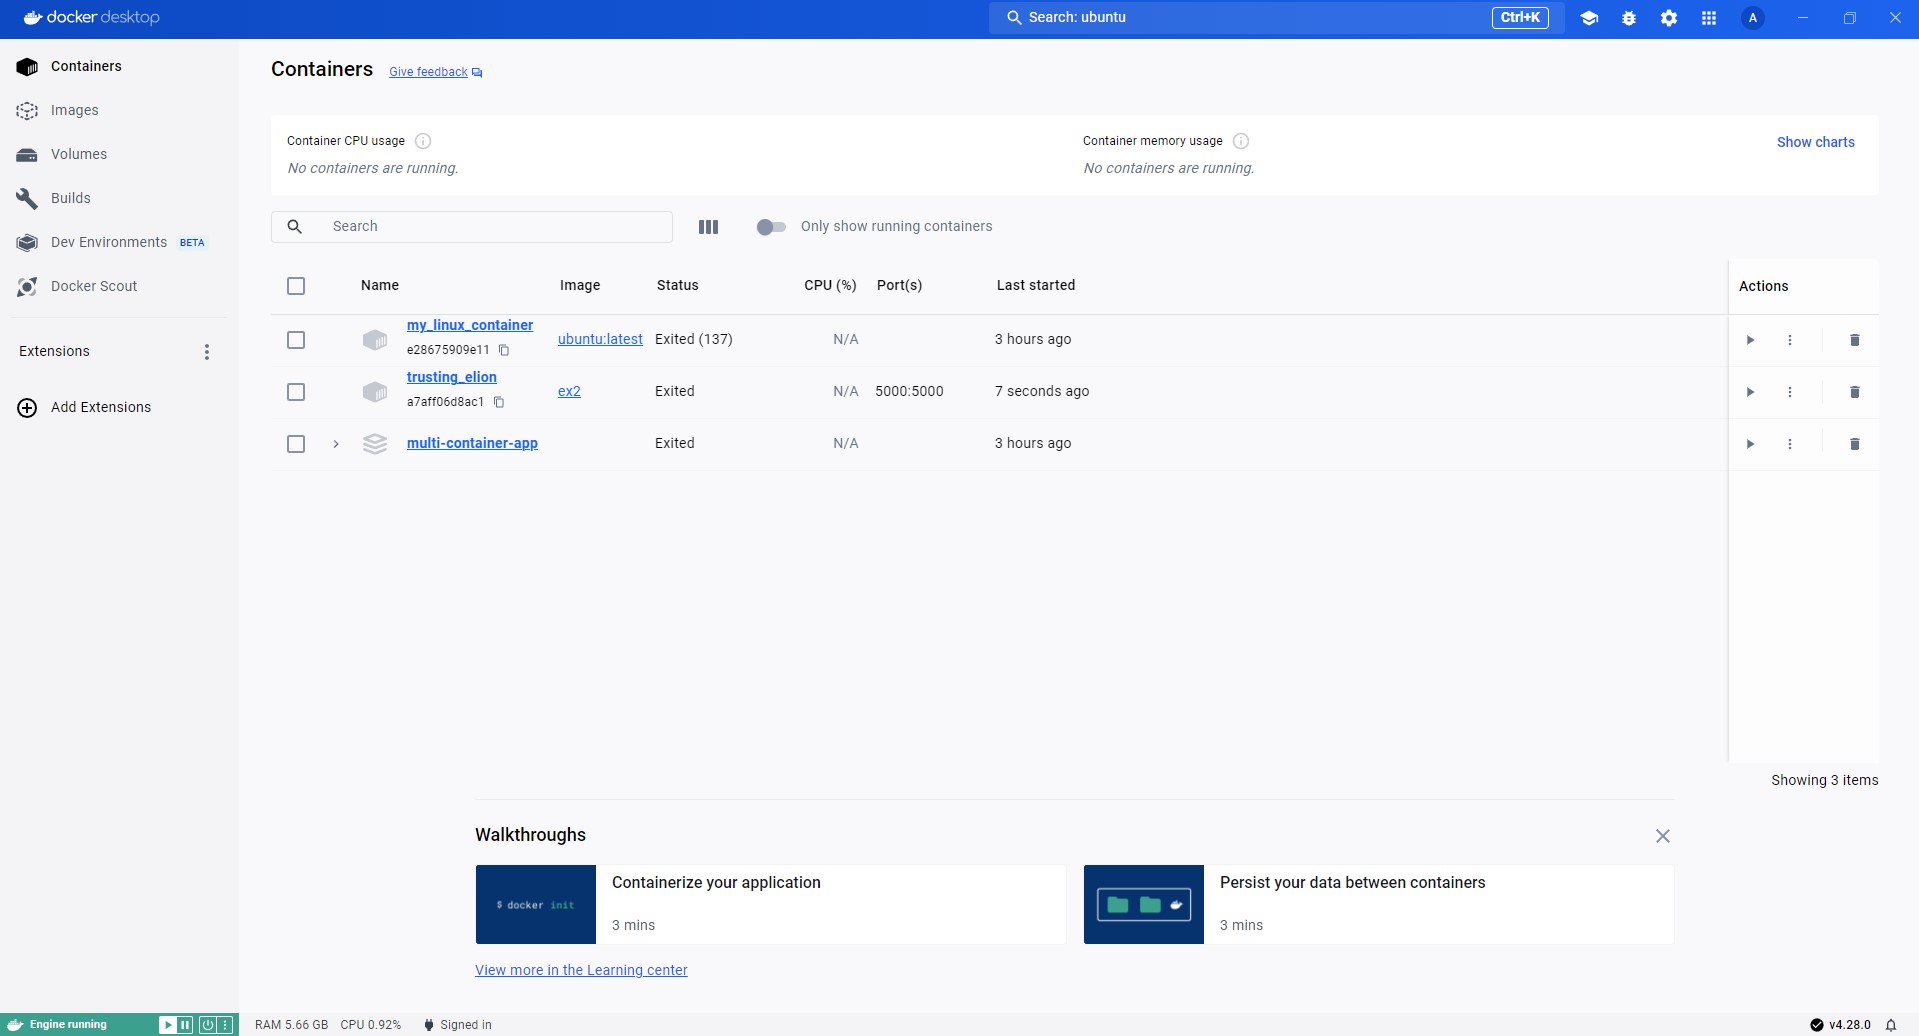 docker desktop
Search: ubuntu
Ctrl+K
A
Containers
Images
Volumes
Builds
Dev Environments BETA
Docker Scout
Extensions
Add Extensions
Containers Give feedback
Container CPU usage
No containers are running.
Container memory usage
No containers are running.
Show charts
Search
Only show running containers
Name Image Status CPU (%) Port(s) Last started Actions
my_linux_container ubuntu:latest Exited (137) N/A 3 hours ago
e28675909e11
trusting_elion ex2 Exited N/A 5000:5000 7 seconds ago
a7aff06d8ac1
multi-container-app Exited N/A 3 hours ago
Showing 3 items
Walkthroughs
$ docker init
Containerize your application
3 mins
Persist your data between containers
3 mins
View more in the Learning center
Engine running
RAM 5.66 GB CPU 0.92% Signed in
v4.28.0